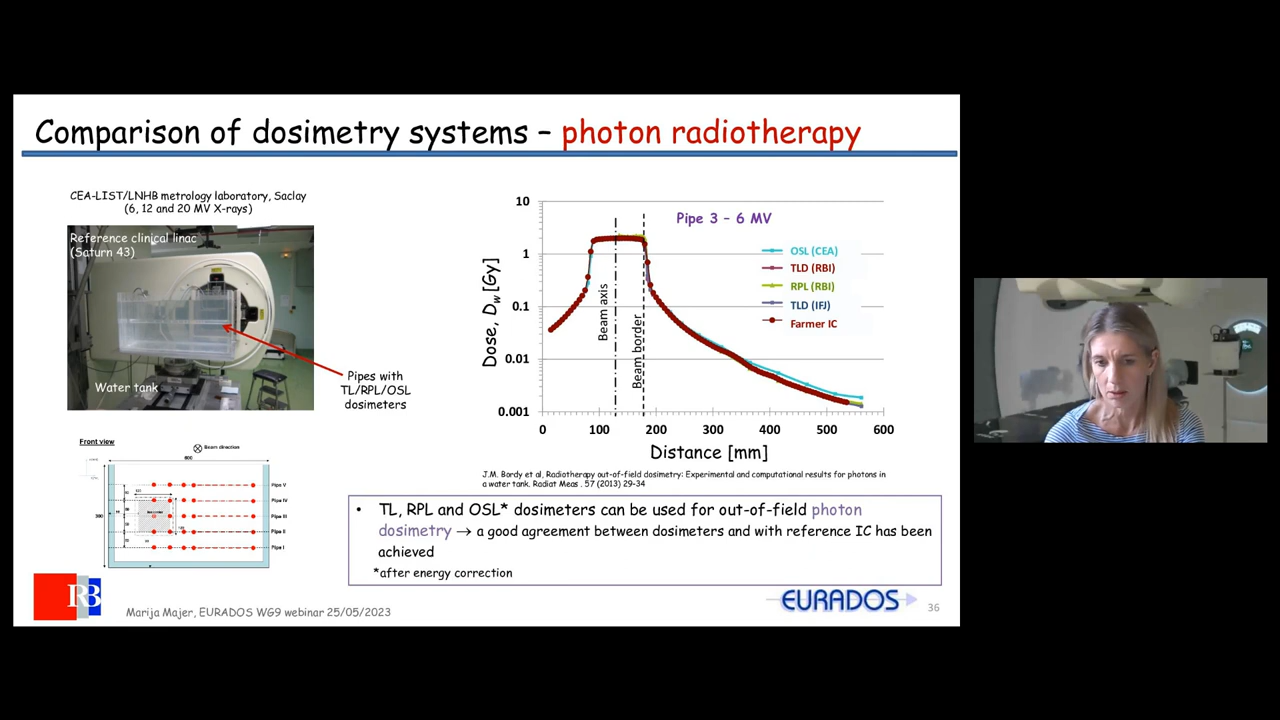 Comparison of dosimetry systems – photon radiotherapy
CEA-LIST/LNHB metrology laboratory, Saclay
(6, 12 and 20 MV X-rays)
Reference clinical linac
(Saturn 43)
Water tank
Pipes with
TL/RPL/OSL
dosimeters
Front view
Beam direction
600
Pipe V
Pipe IV
Pipe III
Pipe II
Pipe I
Pipe 3 – 6 MV
10
1
0.1
0.01
0.001
Dose, Dw [Gy]
Beam axis
Beam border
OSL (CEA)
TLD (RBI)
RPL (RBI)
TLD (IFJ)
Farmer IC
0 100 200 300 400 500 600
Distance [mm]
J.M. Bordy et al, Radiotherapy out-of-field dosimetry: Experimental and computational results for photons in
a water tank. Radiat Meas . 57 (2013) 29-34
• TL, RPL and OSL* dosimeters can be used for out-of-field photon
dosimetry → a good agreement between dosimeters and with reference IC has been
achieved
*after energy correction
RB
Marija Majer, EURADOS WG9 webinar 25/05/2023
EURADOS
36